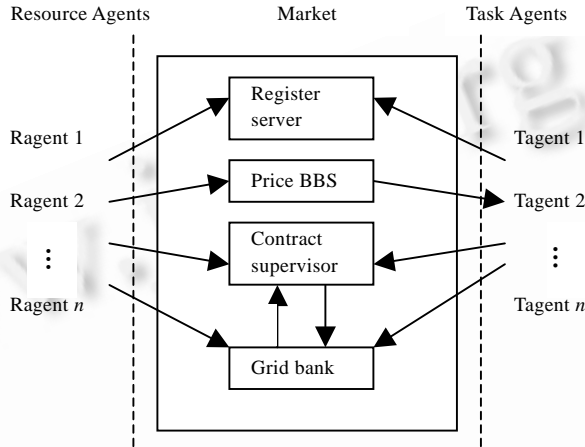 Resource Agents
Market
Task Agents
Register
server
Ragent 1
Tagent 1
Price BBS
Ragent 2
Tagent 2
Contract
supervisor
...
...
Ragent n
Tagent n
Grid bank